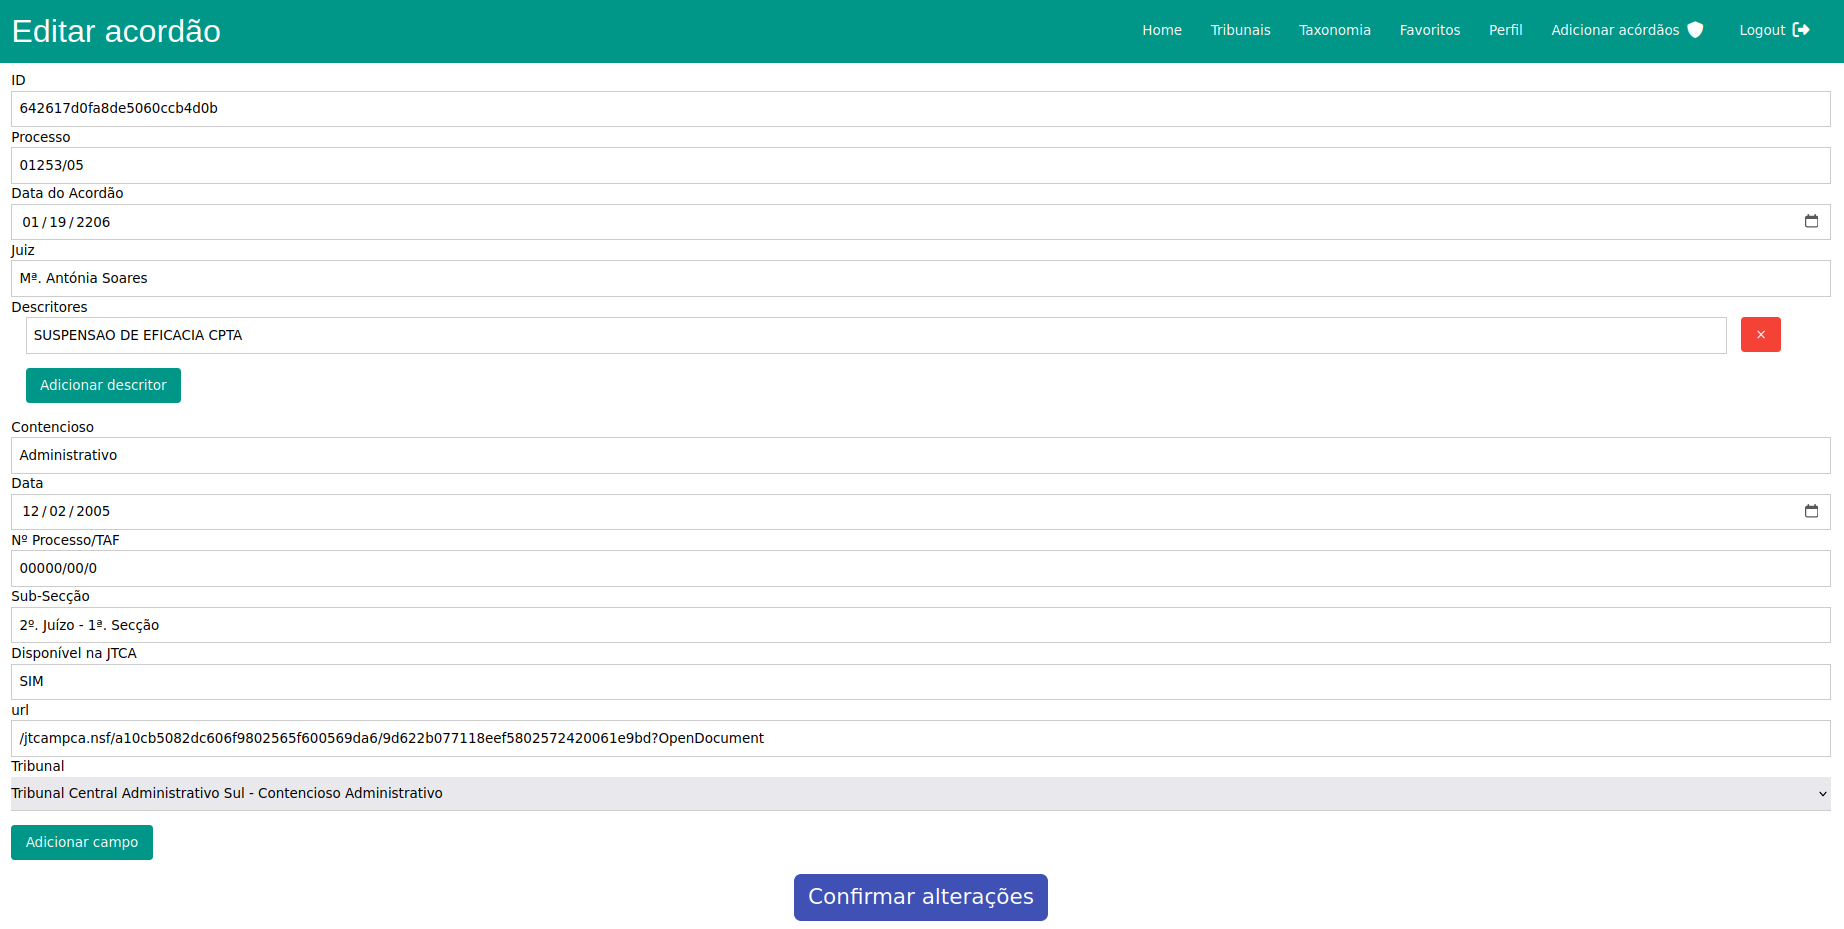 Editar acordão
Home Tribunais Taxonomia Favoritos Perfil Adicionar acórdãos Logout
ID
642617d0fa8de5060ccb4d0b
Processo
01253/05
Data do Acordão
01/19/2206
Juiz
Mª. Antónia Soares
Descritores
SUSPENSAO DE EFICACIA CPTA
×
Adicionar descritor
Contencioso
Administrativo
Data
12/02/2005
Nº Processo/TAF
00000/00/0
Sub-Secção
2º. Juízo - 1ª. Secção
Disponível na JTCA
SIM
url
/jtcampca.nsf/a10cb5082dc606f9802565f600569da6/9d622b077118eef5802572420061e9bd?OpenDocument
Tribunal
Tribunal Central Administrativo Sul - Contencioso Administrativo
Adicionar campo
Confirmar alterações